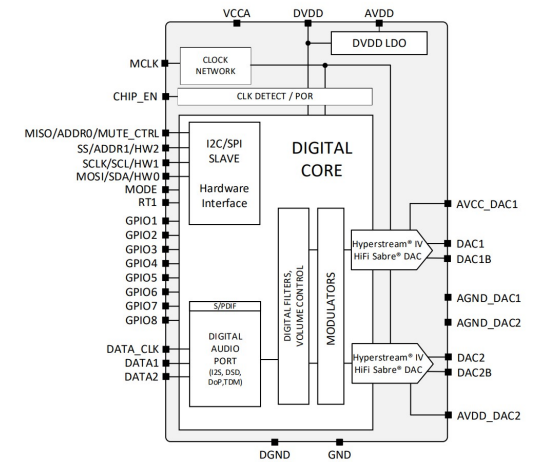 VCCA
DVDD
AVDD
DVDD LDO
MCLK
CLOCK
NETWORK
CHIP_EN
CLK DETECT / POR
MISO/ADDR0/MUTE_CTRL
SS/ADDR1/HW2
SCLK/SCL/HW1
MOSI/SDA/HW0
MODE
RT1
I2C/SPI
SLAVE
Hardware
Interface
DIGITAL
CORE
GPIO1
GPIO2
GPIO3
GPIO4
GPIO5
GPIO6
GPIO7
GPIO8
S/PDIF
DIGITAL
AUDIO
PORT
(I2S, DSD,
DoP,TDM)
DATA_CLK
DATA1
DATA2
DIGITAL FILTERS,
VOLUME CONTROL
MODULATORS
Hyperstream® IV
HiFi Sabre® DAC
Hyperstream® IV
HiFi Sabre® DAC
AVCC_DAC1
DAC1
DAC1B
AGND_DAC1
AGND_DAC2
DAC2
DAC2B
AVDD_DAC2
DGND
GND